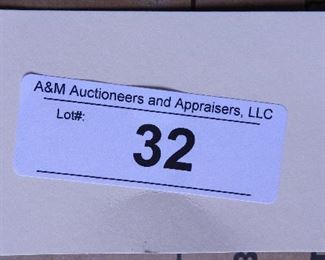 A&M Auctioneers and Appraisers, LLC
Lot#:
32